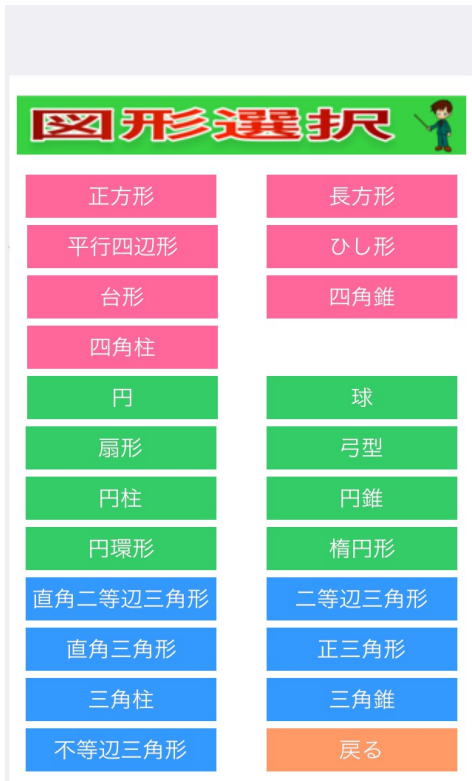 図形選択
正方形 長方形
平行四辺形 ひし形
台形 四角錐
四角柱
円 球
扇形 弓型
円柱 円錐
円環形 楕円形
直角二等辺三角形 二等辺三角形
直角三角形 正三角形
三角柱 三角錐
不等辺三角形 戻る